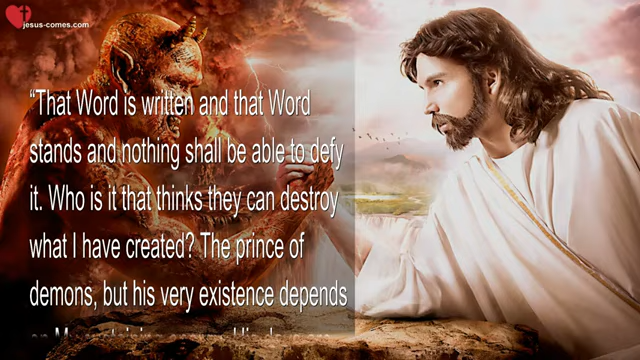 jesus-comes.com
“That Word is written and that Word
stands and nothing shall be able to defy
it. Who is it that thinks they can destroy
what I have created? The prince of
demons, but his very existence depends